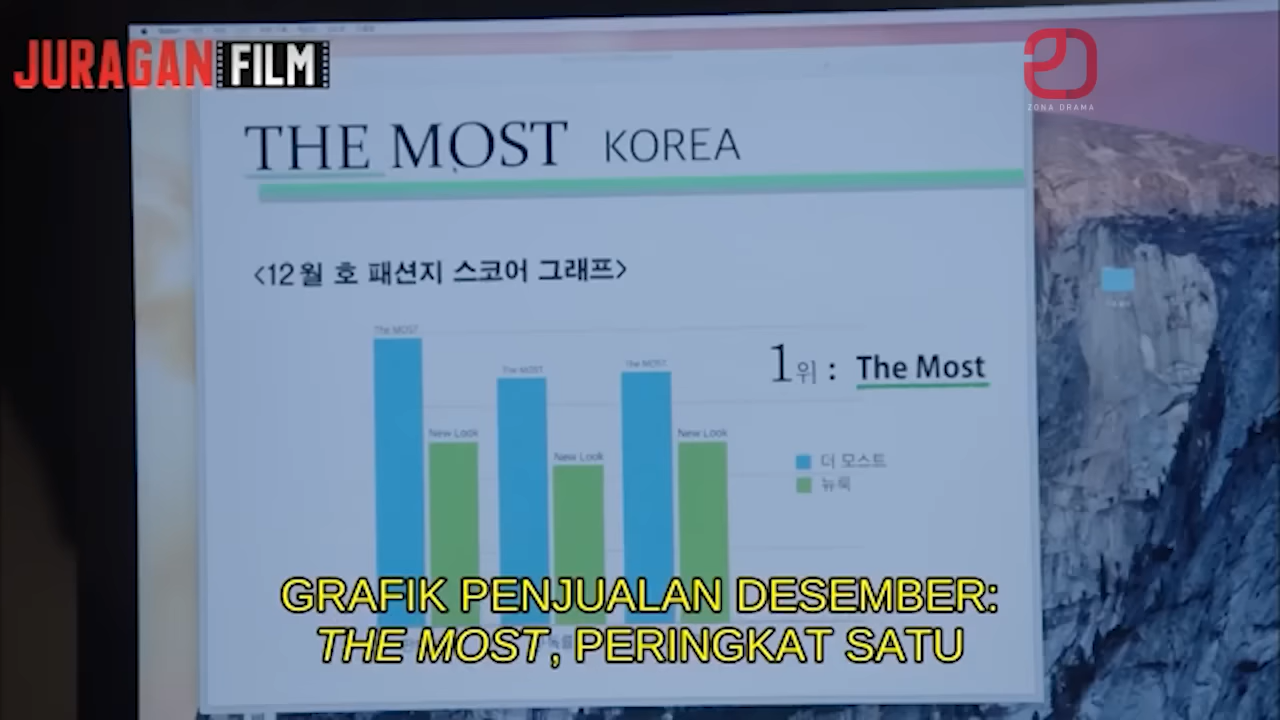 JURAGAN FILM
ZONA DRAMA
THE MOST KOREA
<12월 호 패션지 스코어 그래프>
The MOST
The MOST
The MOST
New Look
New Look
New Look
1위 : The Most
더 모스트
뉴룩
GRAFIK PENJUALAN DESEMBER:
THE MOST, PERINGKAT SATU